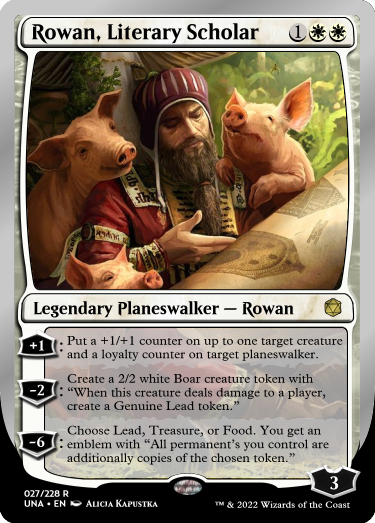 Rowan, Literary Scholar 1
Legendary Planeswalker — Rowan
+1: Put a +1/+1 counter on up to one target creature
and a loyalty counter on target planeswalker.
-2: Create a 2/2 white Boar creature token with
“When this creature deals damage to a player,
create a Genuine Lead token.”
-6: Choose Lead, Treasure, or Food. You get an
emblem with “All permanent’s you control are
additionally copies of the chosen token.”
3
027/228 R
UNA • EN Alicia Kapustka
™ & 2022 Wizards of the Coast